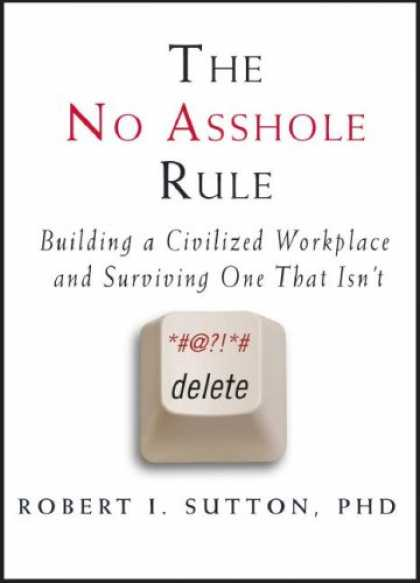 THE
NO ASSHOLE
RULE
Building a Civilized Workplace
and Surviving One That Isn't
*#@?!*#
delete
ROBERT I. SUTTON, PHD